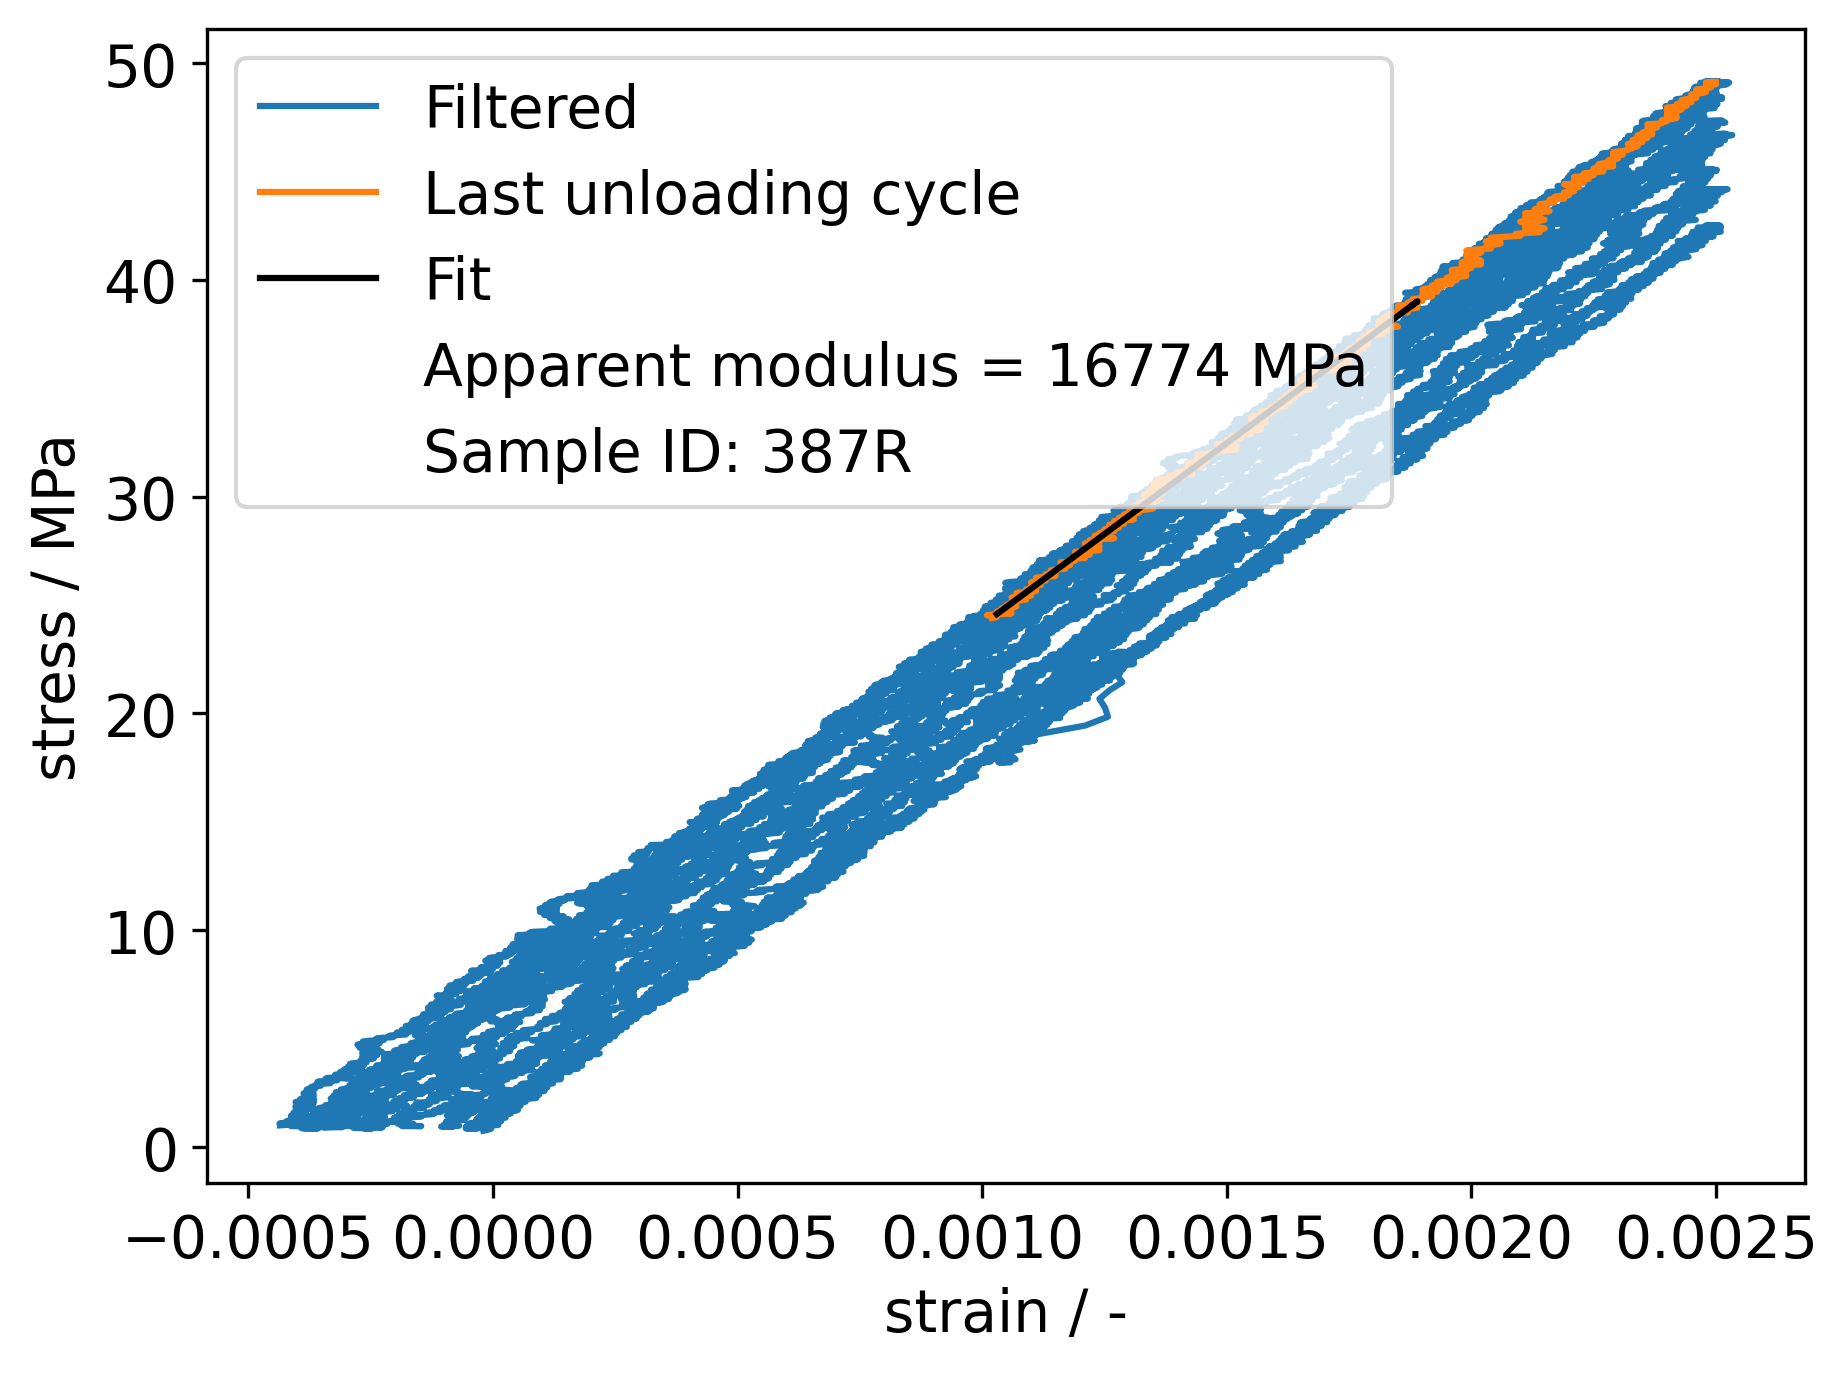 50
40
30
20
10
0
stress / MPa
Filtered
Last unloading cycle
Fit
Apparent modulus = 16774 MPa
Sample ID: 387R
−0.0005 0.0000 0.0005 0.0010 0.0015 0.0020 0.0025
strain / -